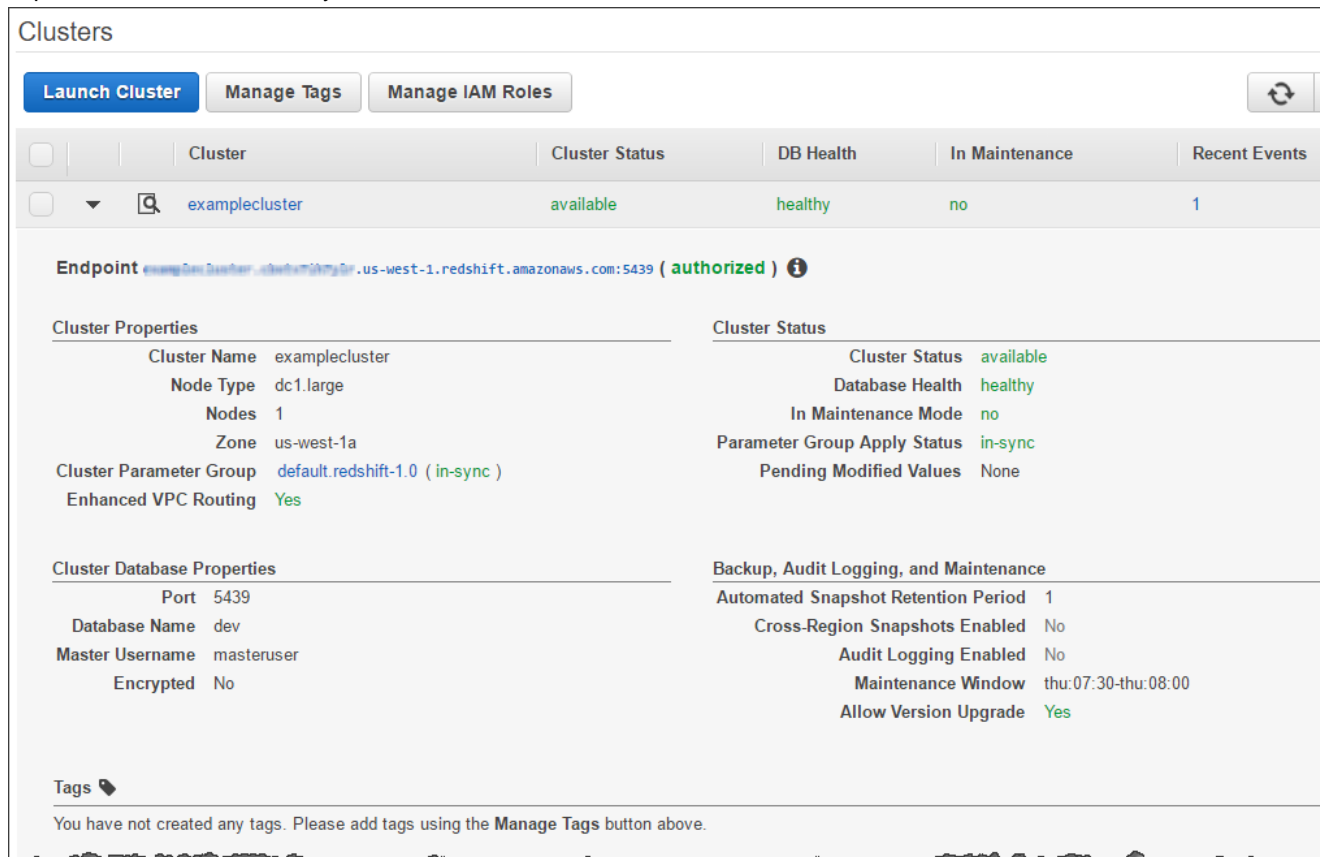 Clusters
Launch Cluster Manage Tags Manage IAM Roles
Cluster Cluster Status DB Health In Maintenance Recent Events
examplecluster available healthy no 1
Endpoint .us-west-1.redshift.amazonaws.com:5439 ( authorized )
Cluster Properties
Cluster Name examplecluster
Node Type dc1.large
Nodes 1
Zone us-west-1a
Cluster Parameter Group default.redshift-1.0 ( in-sync )
Enhanced VPC Routing Yes
Cluster Status
Cluster Status available
Database Health healthy
In Maintenance Mode no
Parameter Group Apply Status in-sync
Pending Modified Values None
Cluster Database Properties
Port 5439
Database Name dev
Master Username masteruser
Encrypted No
Backup, Audit Logging, and Maintenance
Automated Snapshot Retention Period 1
Cross-Region Snapshots Enabled No
Audit Logging Enabled No
Maintenance Window thu:07:30-thu:08:00
Allow Version Upgrade Yes
Tags
You have not created any tags. Please add tags using the Manage Tags button above.